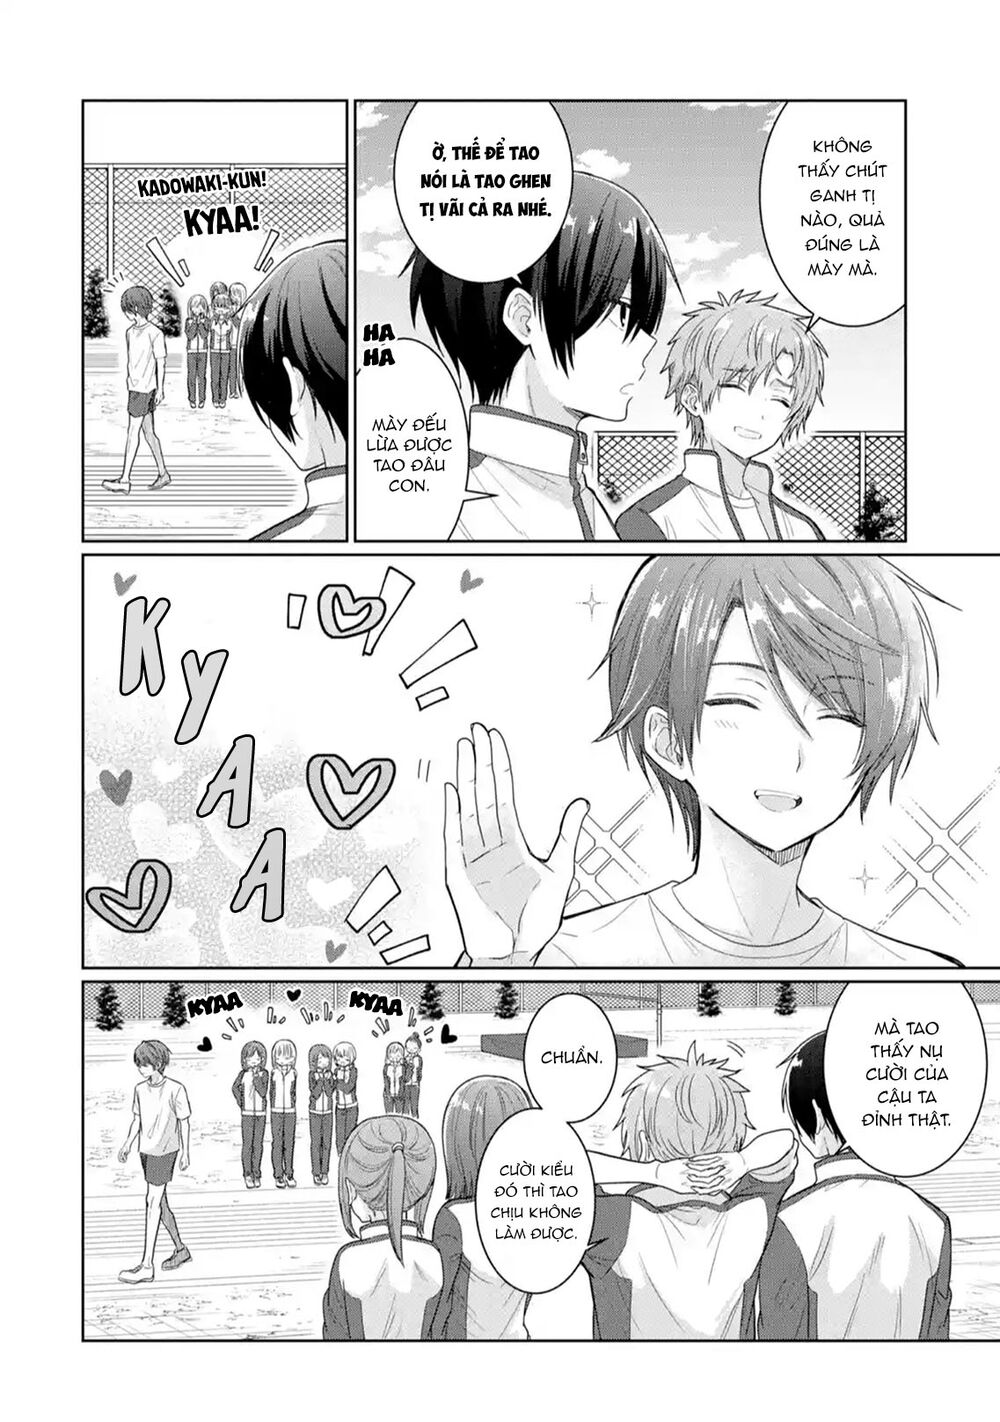 KHÔNG
THẤY CHÚT
GANH TỊ
NÀO, QUẢ
ĐÚNG LÀ
MÀY MÀ.
Ờ, THẾ ĐỂ TAO
NÓI LÀ TAO GHEN
TỊ VÃI CẢ RA NHÉ.
HA
HA
MÀY ĐẾU
LỪA ĐƯỢC
TAO ĐÂU
CON.
KADOWAKI-KUN!
KYAA!
KYAA
MÀ TAO
THẤY NỤ
CƯỜI CỦA
CẬU TA
ĐỈNH THẬT.
CHUẨN.
CƯỜI KIỂU
ĐÓ THÌ TAO
CHỊU KHÔNG
LÀM ĐƯỢC.
KYAA
KYAA